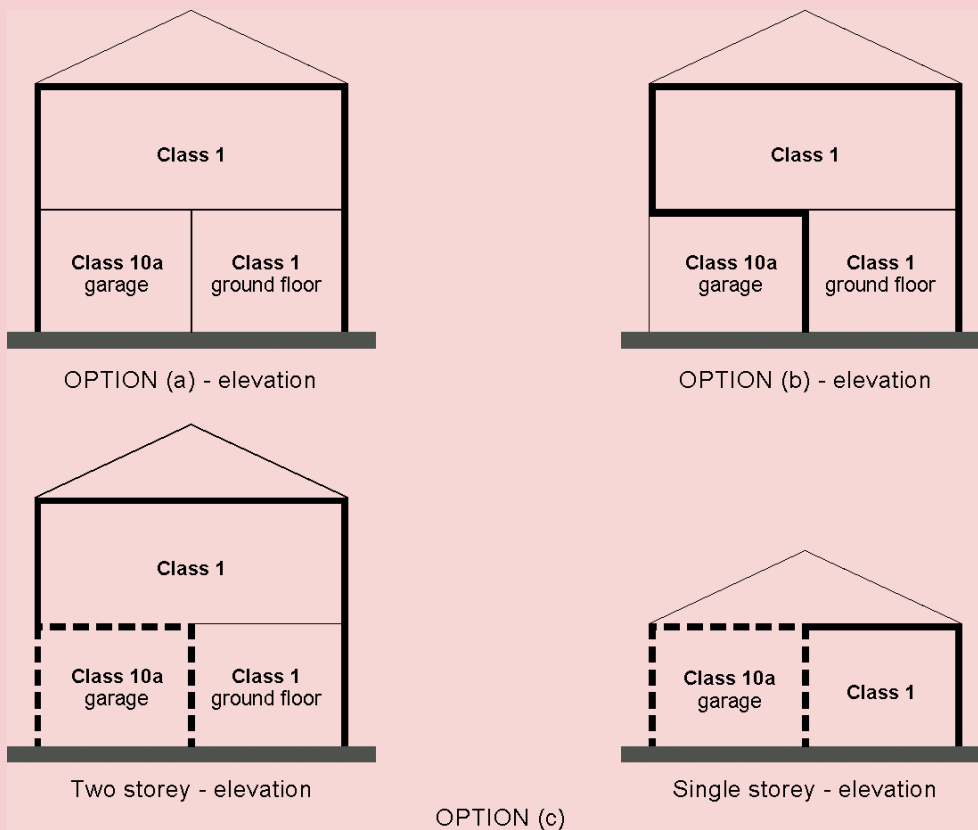 Class 1
Class 10a
garage
Class 1
ground floor
OPTION (a) - elevation
Class 1
Class 10a
garage
Class 1
ground floor
OPTION (b) - elevation
Class 1
Class 10a
garage
Class 1
ground floor
Two storey - elevation
Class 10a
garage
Class 1
Single storey - elevation
OPTION (c)